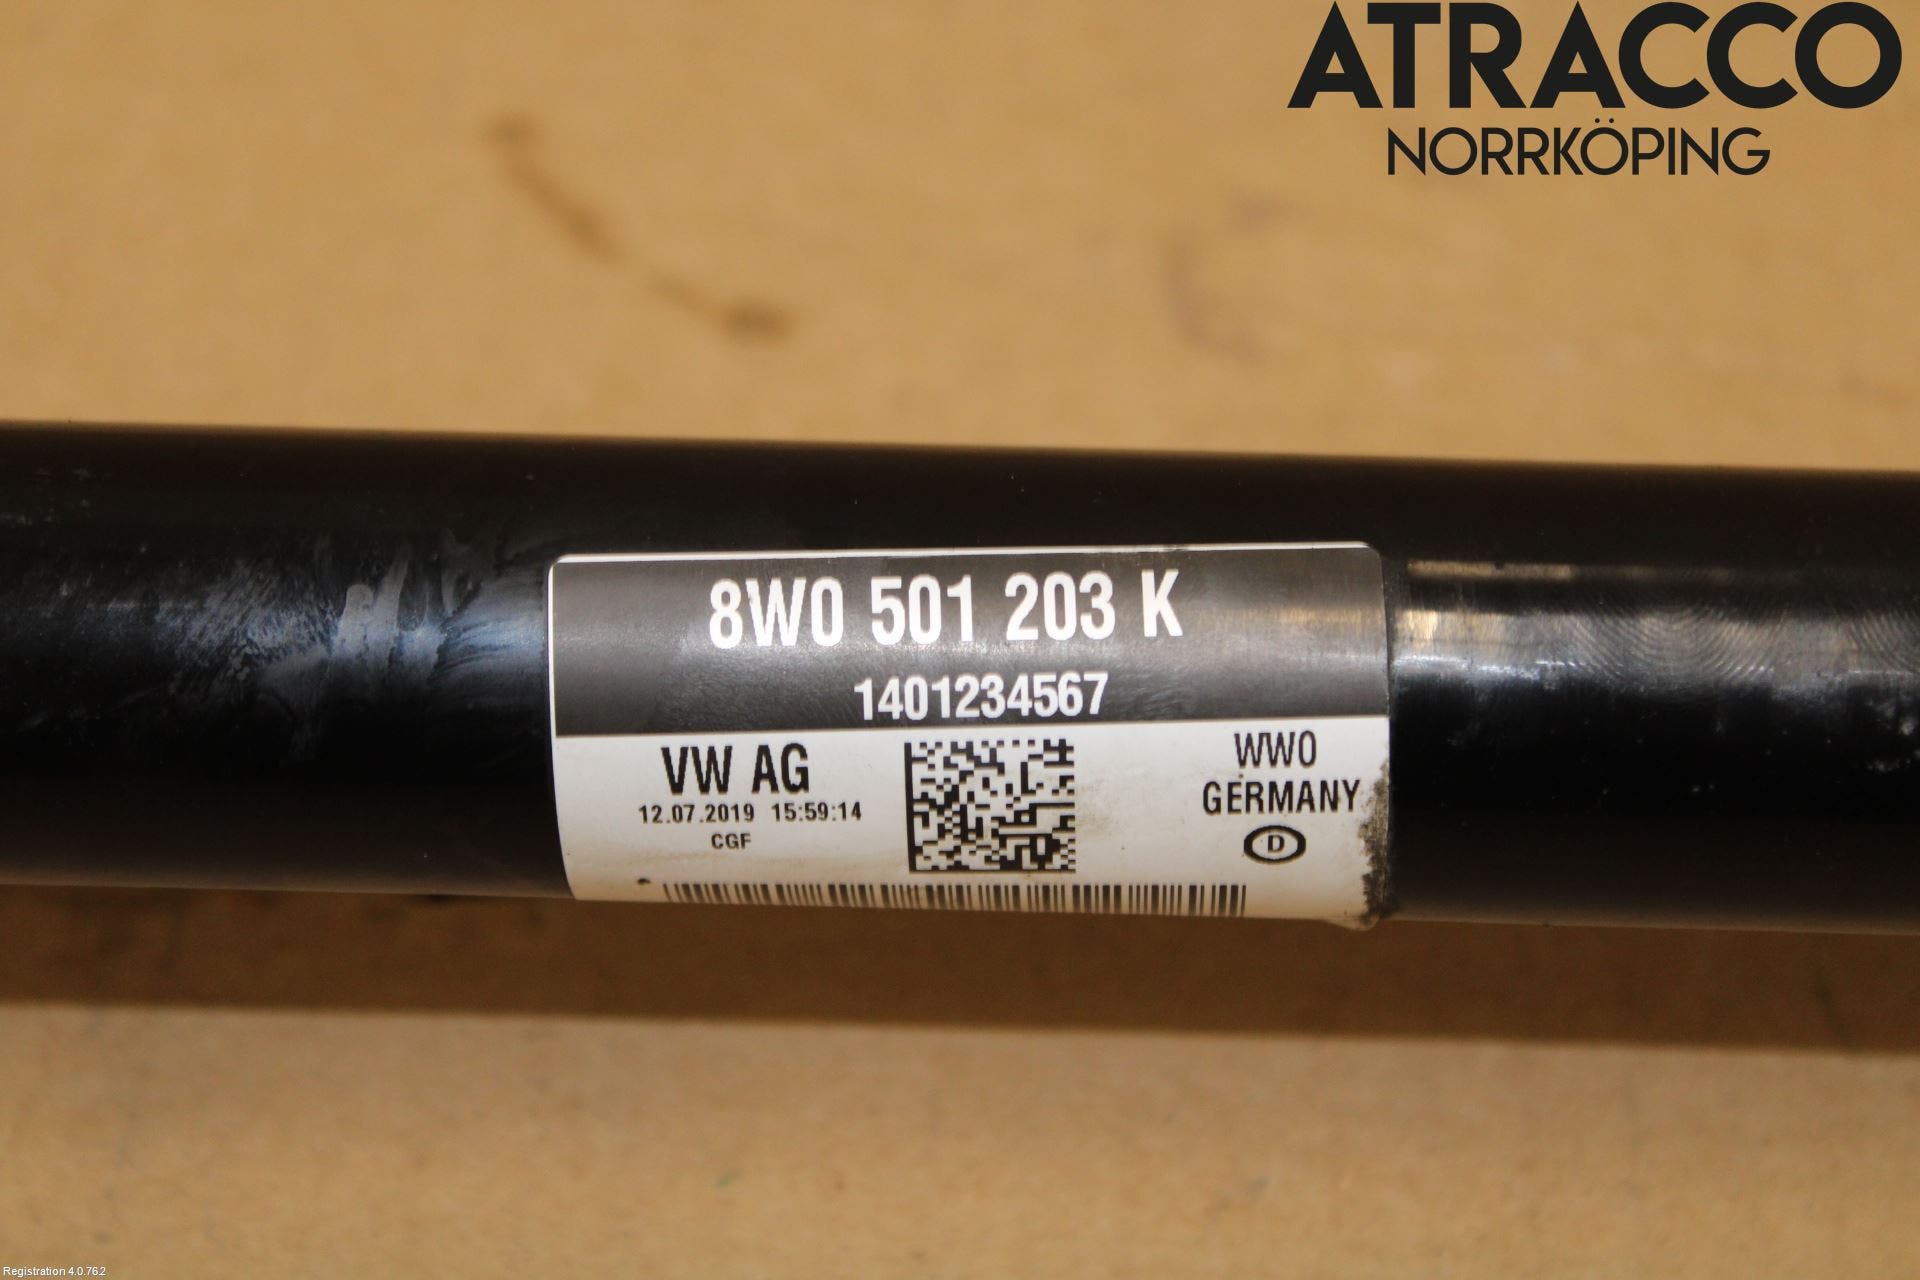 ATRACCO
NORRKÖPING
8W0 501 203 K
1401234567
VW AG
12.07.2019 15:59:14
CGF
WWO
GERMANY
D
Registration 4.0.762